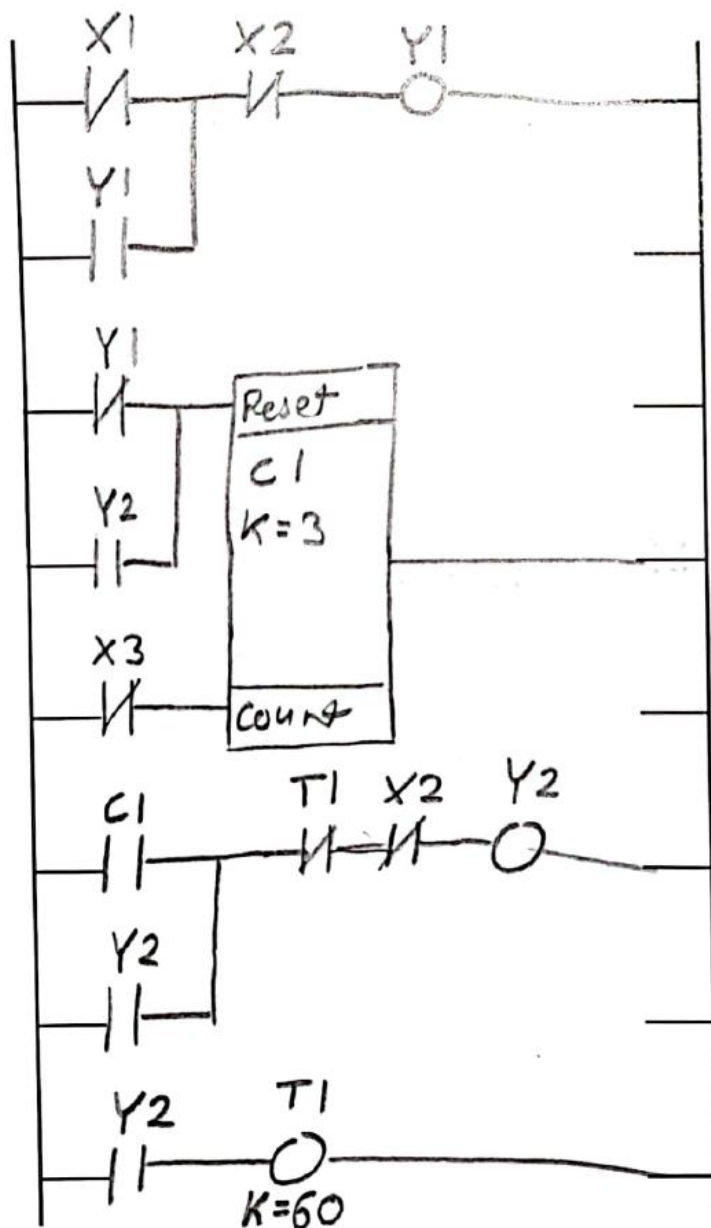 X1 X2 Y1
Y1
Y1
Reset
C1
Y2
K=3
X3
Count
C1 T1 X2 Y2
Y2
Y2 T1
K=60